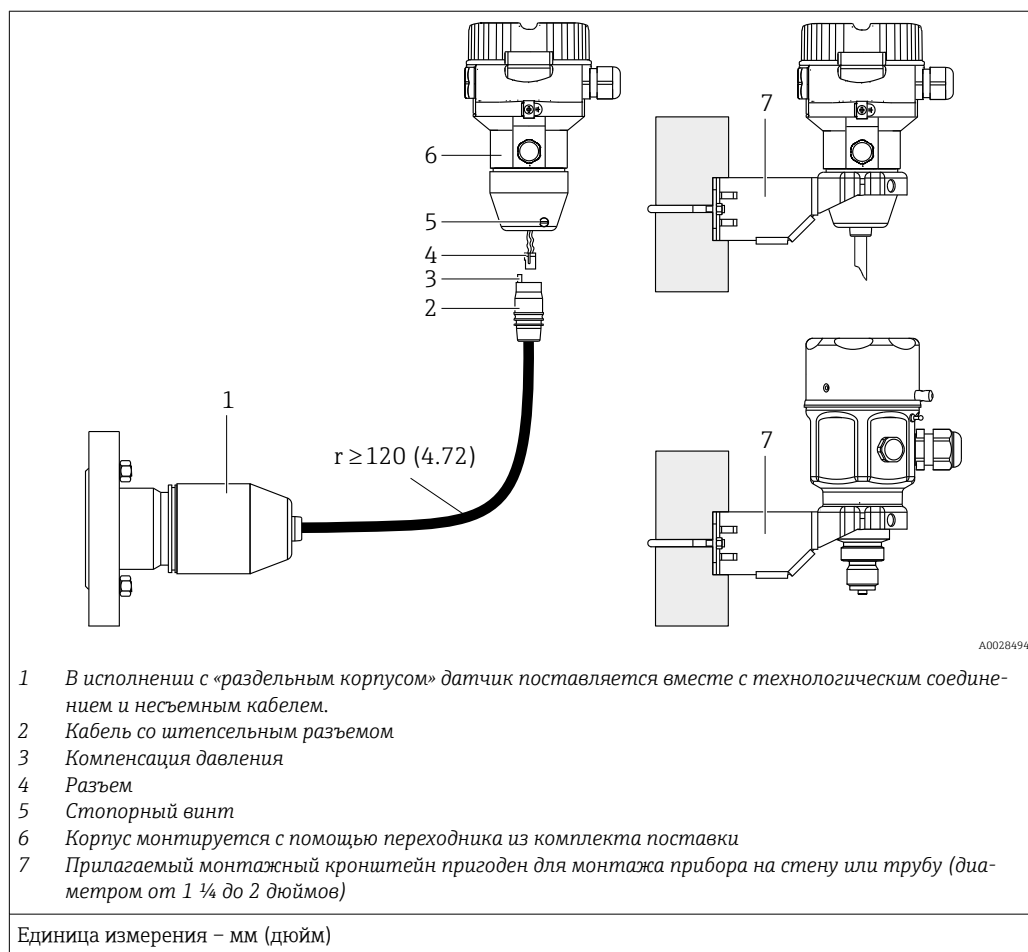 7
6
5
4
3
2
1
r ≥ 120 (4.72)
7
A0028494
1 В исполнении с «раздельным корпусом» датчик поставляется вместе с технологическим соедине-
нием и несъемным кабелем.
2 Кабель со штепсельным разъемом
3 Компенсация давления
4 Разъем
5 Стопорный винт
6 Корпус монтируется с помощью переходника из комплекта поставки
7 Прилагаемый монтажный кронштейн пригоден для монтажа прибора на стену или трубу (диа-
метром от 1 ¼ до 2 дюймов)
Единица измерения – мм (дюйм)